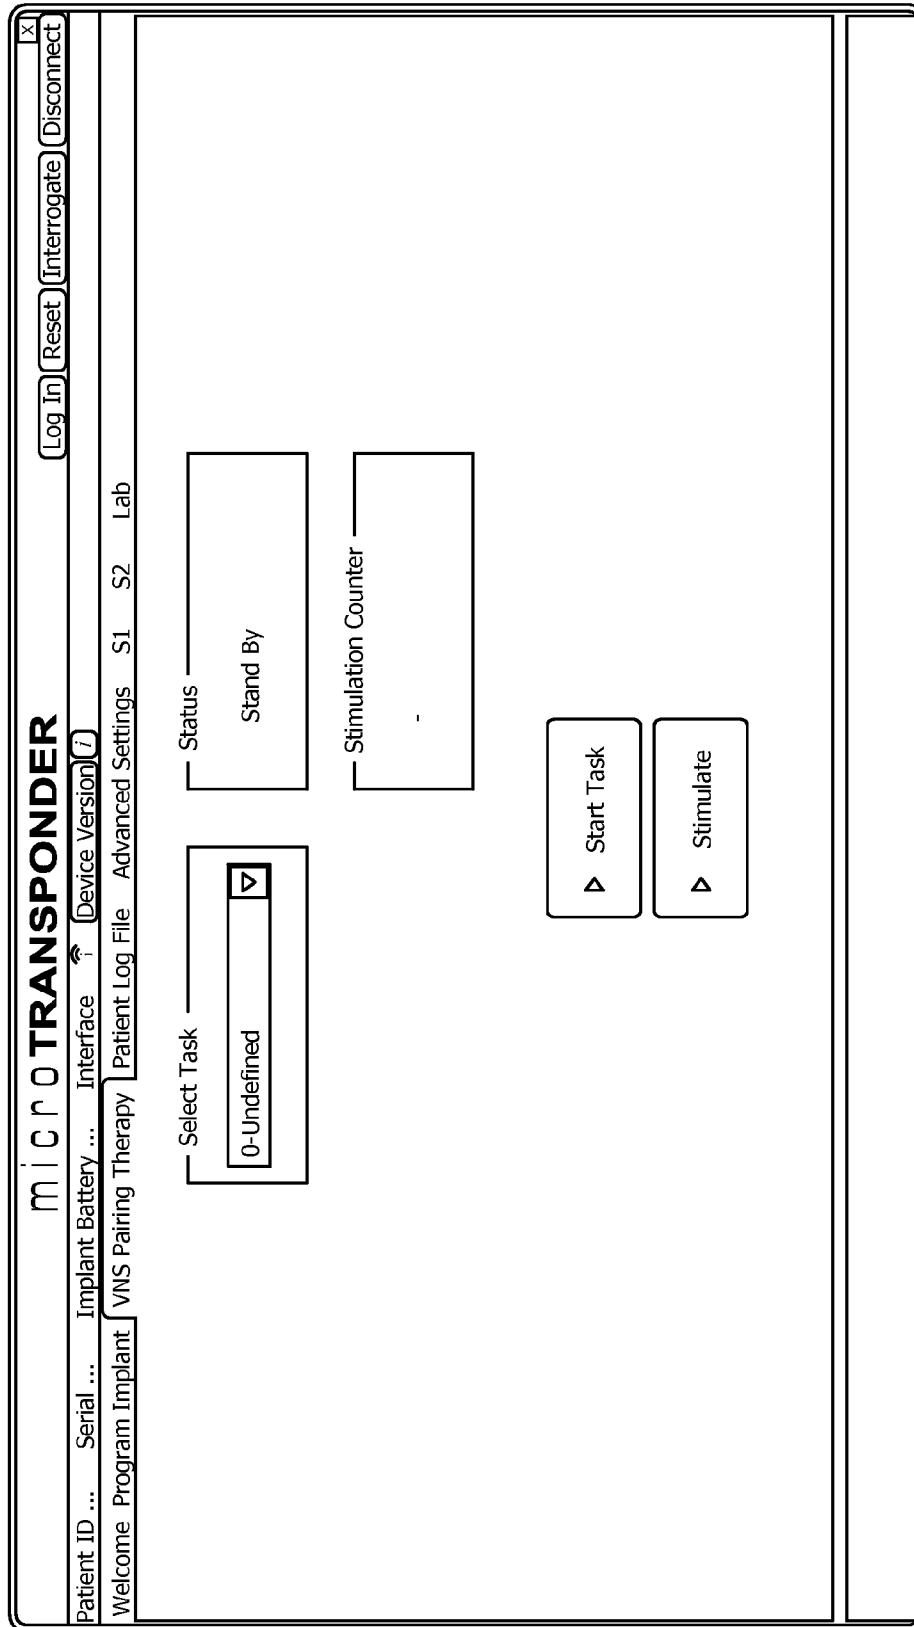 micro TRANSPONDER
X
Log In Reset Interrogate Disconnect
Patient ID ... Serial ... Implant Battery ... Interface i Device Version i
Welcome Program Implant VNS Pairing Therapy Patient Log File Advanced Settings S1 S2 Lab
Select Task
0-Undefined
Status
Stand By
Stimulation Counter
-
Start Task
Stimulate